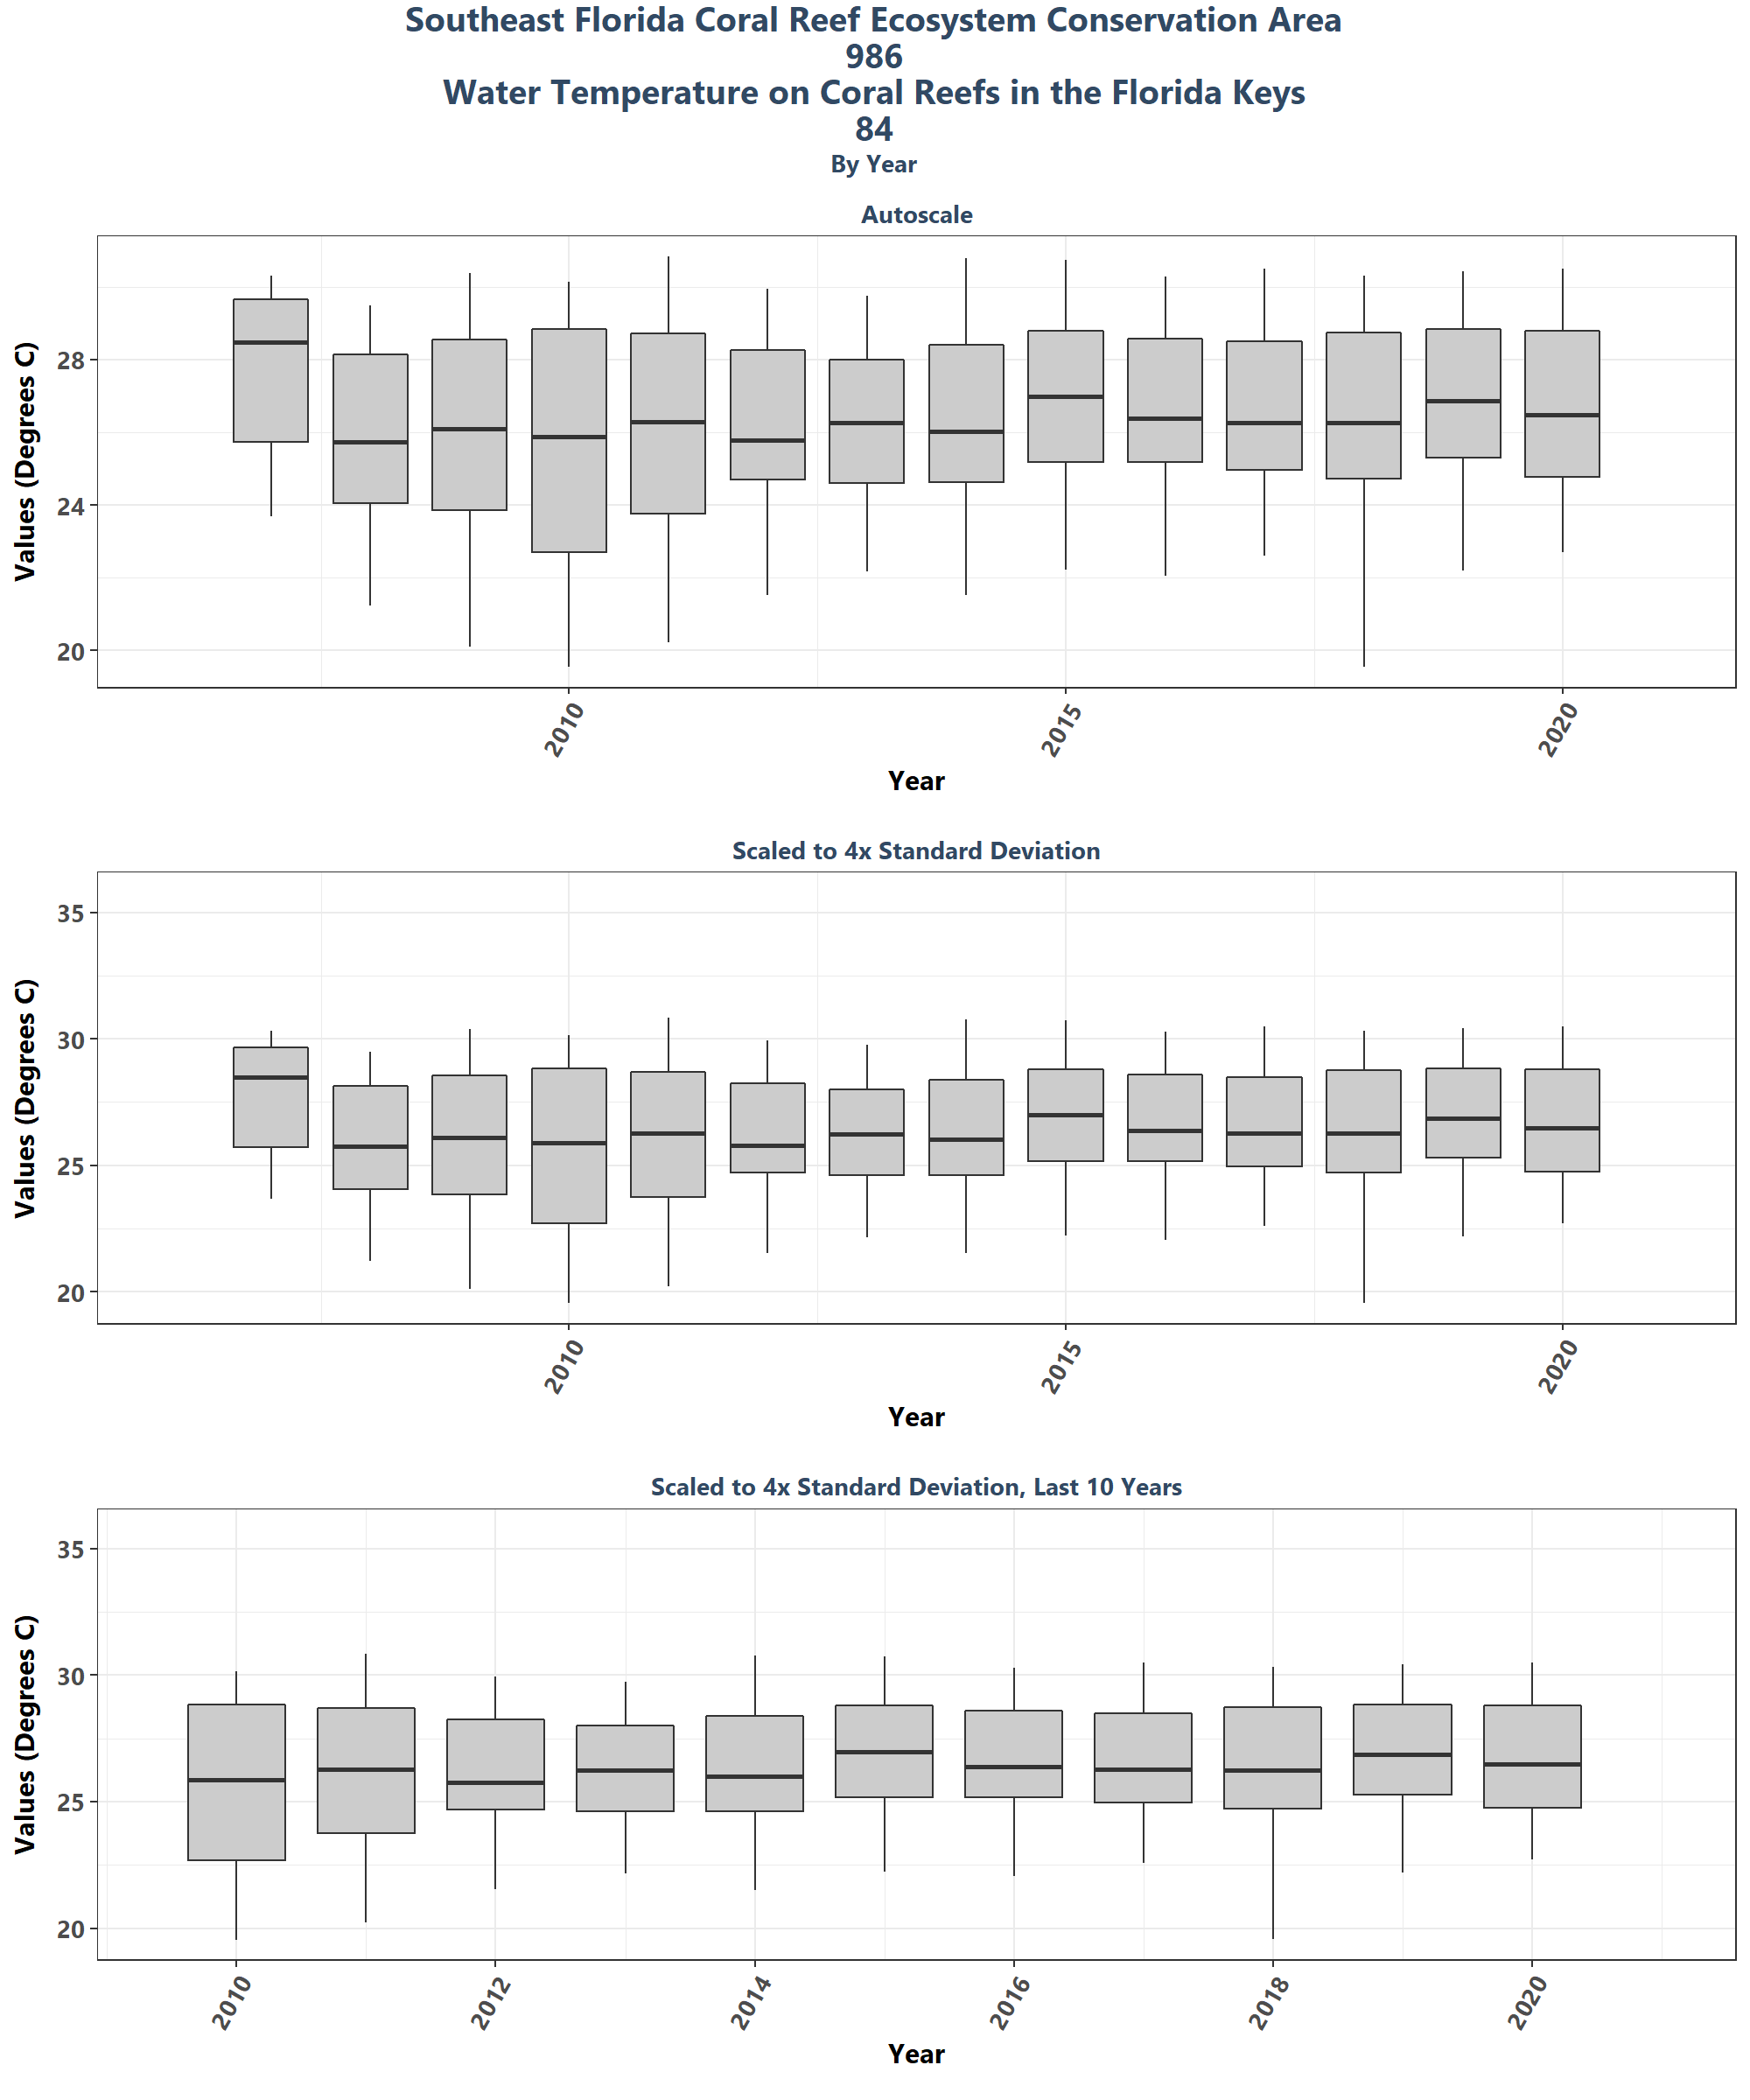 Southeast Florida Coral Reef Ecosystem Conservation Area
986
Water Temperature on Coral Reefs in the Florida Keys
84
By Year
Autoscale
Values (Degrees C)
28
24
20
2010
2015
2020
Year
Scaled to 4x Standard Deviation
Values (Degrees C)
35
30
25
20
2010
2015
2020
Year
Scaled to 4x Standard Deviation, Last 10 Years
Values (Degrees C)
35
30
25
20
2010
2012
2014
2016
2018
2020
Year